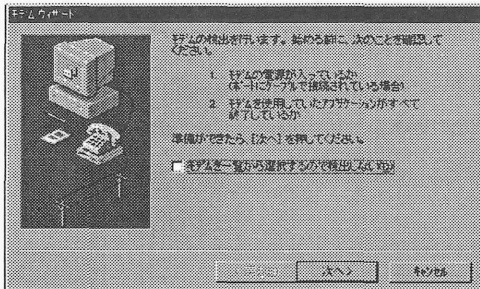 モデム ウィザード
モデムの検出を行います。始める前に、次のことを確認して
ください。
1. モデムの電源が入っているか
(ポートにケーブルで接続されている場合)
2. モデムを使用していたアプリケーションがすべて
終了しているか
準備ができたら、[次へ] を押してください。
モデムを一覧から選択するので検出しない(D)
次へ >
キャンセル